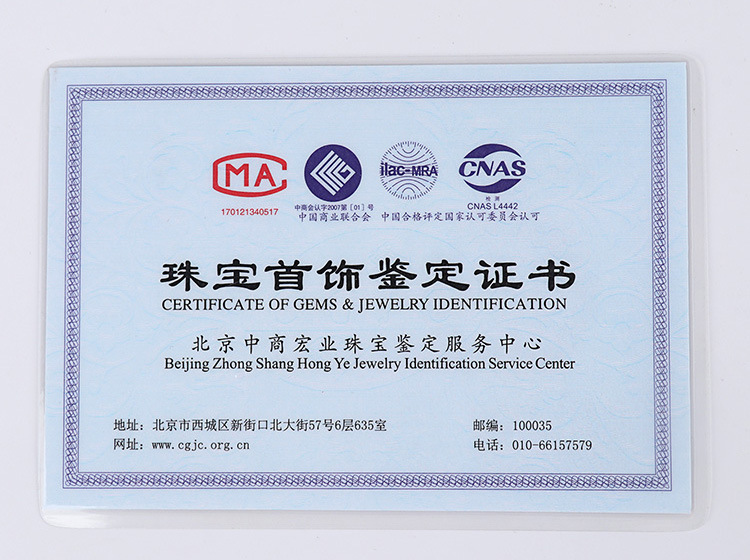 MA
ilac-MRA
CNAS
检 测
170121340517
中商会认字2007第〔01〕号
CNAS L4442
中国商业联合会 中国合格评定国家认可委员会认可
珠宝首饰鉴定证书
CERTIFICATE OF GEMS & JEWELRY IDENTIFICATION
北京中商宏业珠宝鉴定服务中心
Beijing Zhong Shang Hong Ye Jewelry Identification Service Center
地址：北京市西城区新街口北大街57号6层635室 邮编：100035
网址：www.cgjc.org.cn 电话：010-66157579